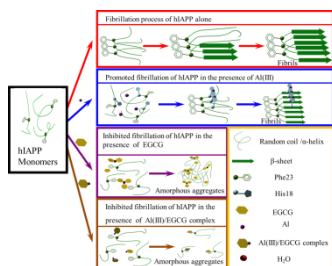 Fibrillation process of hIAPP alone
Fibrils
Promoted fibrillation of hIAPP in the presence of Al(III)
Fibrils
hIAPP
Monomers
Inhibited fibrillation of hIAPP in the
presence of EGCG
Amorphous aggregates
Inhibited fibrillation of hIAPP in the
presence of Al(III)/EGCG complex
Amorphous aggregates
Random coil /α-helix
β-sheet
Phe23
His18
EGCG
Al
Al(III)/EGCG complex
H₂O